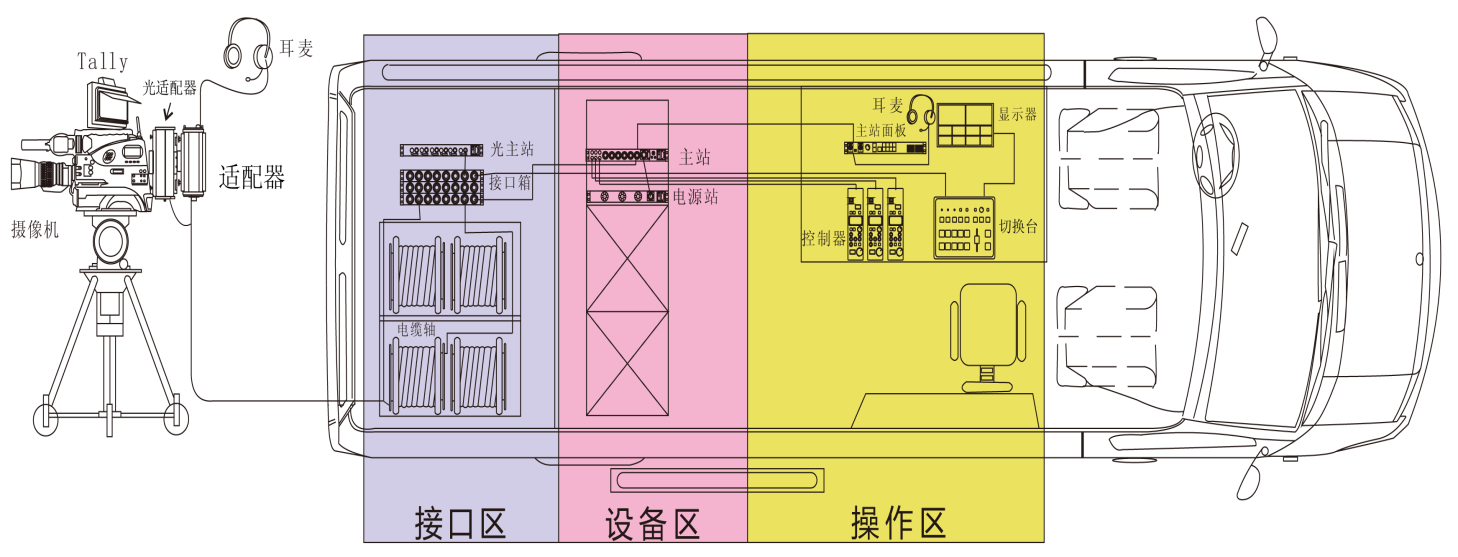 耳麦
Tally
光适配器
适配器
摄像机
光主站
接口箱
电缆轴
主站
电源站
耳麦
显示器
主站面板
控制器
切换台
接口区
设备区
操作区